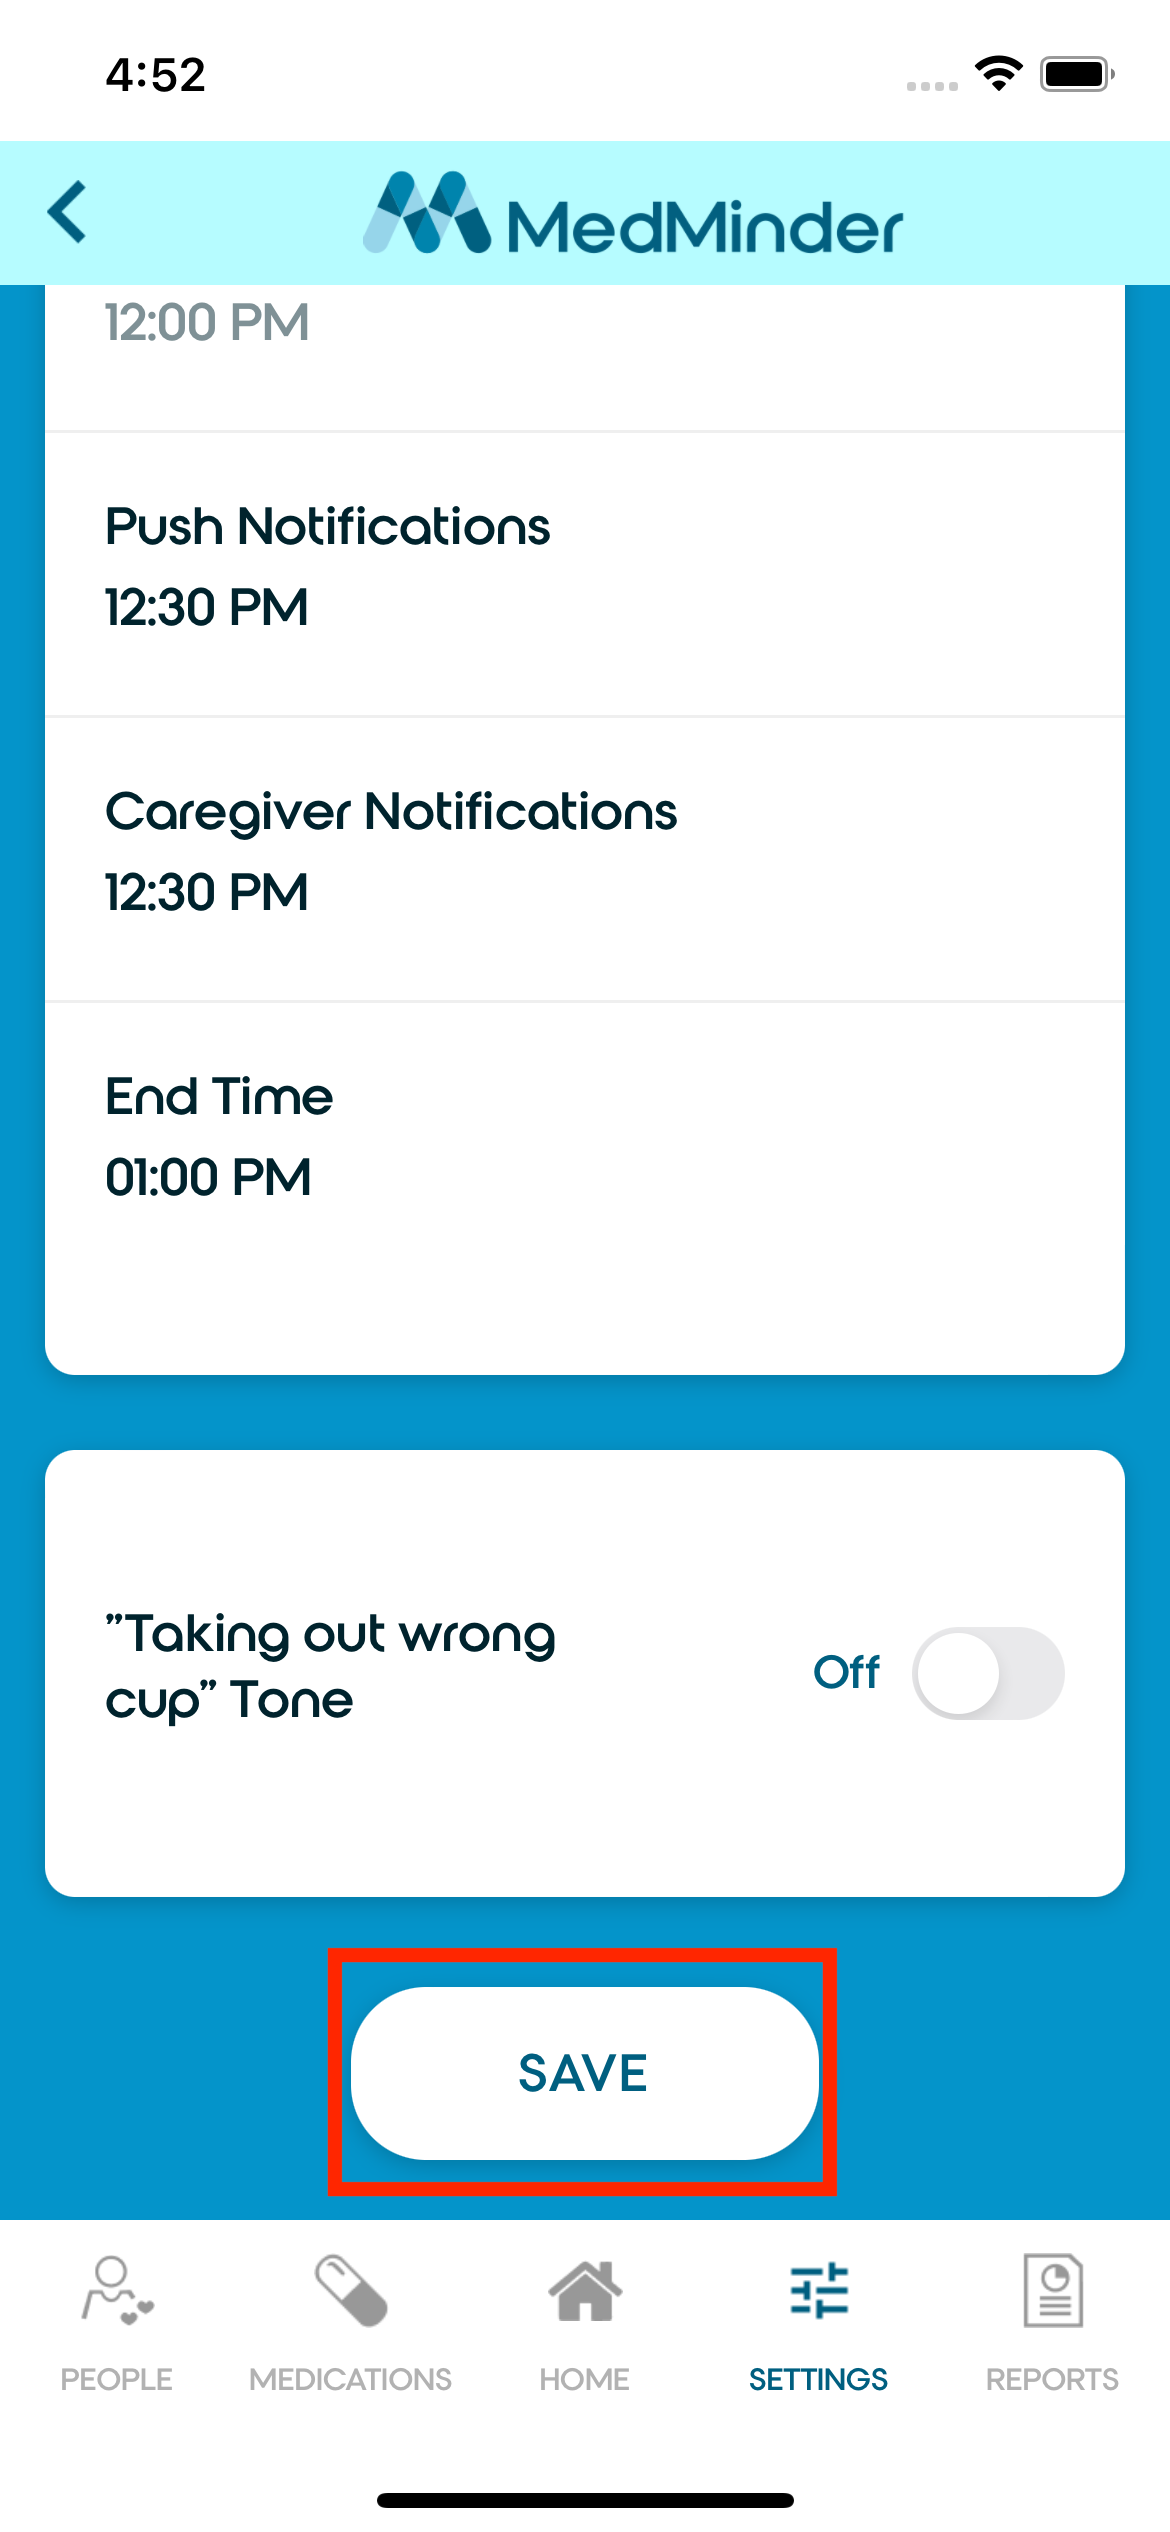 4:52
MedMinder
12:00 PM
Push Notifications
12:30 PM
Caregiver Notifications
12:30 PM
End Time
01:00 PM
”Taking out wrong
cup” Tone
Off
SAVE
PEOPLE
MEDICATIONS
HOME
SETTINGS
REPORTS